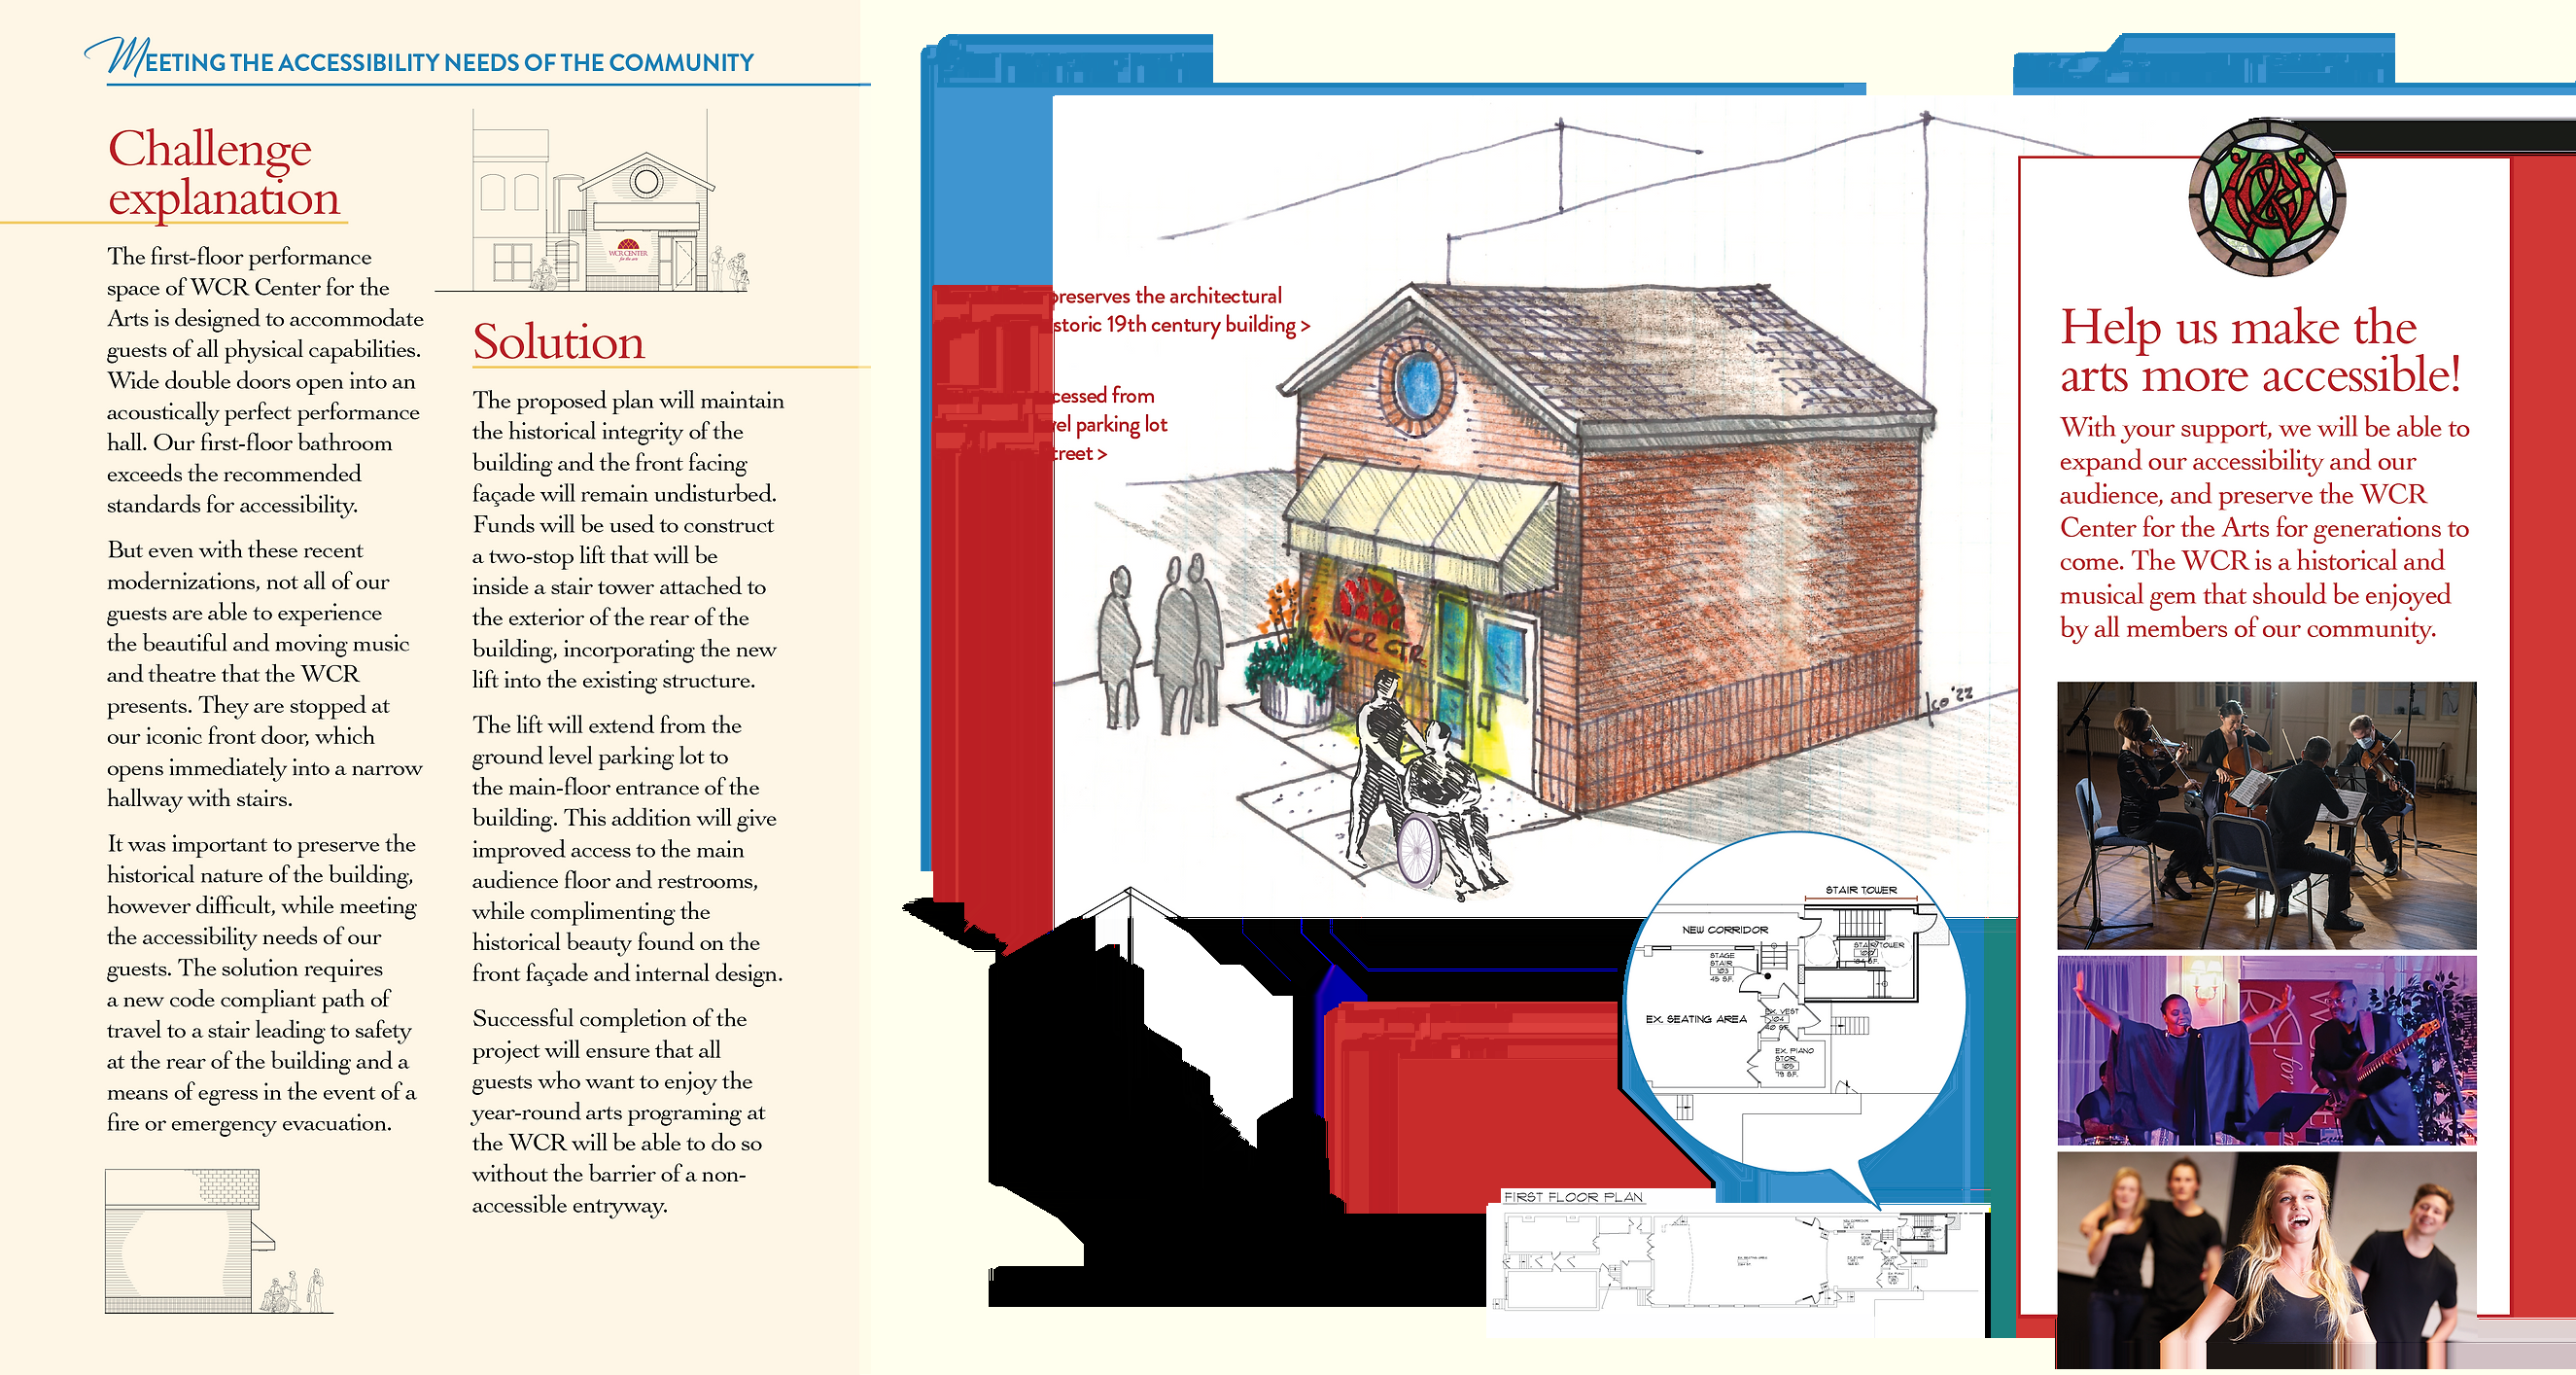 MEETING THE ACCESSIBILITY NEEDS OF THE COMMUNITY
Challenge
explanation
The first-floor performance
space of WCR Center for the
Arts is designed to accommodate
guests of all physical capabilities.
Wide double doors open into an
acoustically perfect performance
hall. Our first-floor bathroom
exceeds the recommended
standards for accessibility.
But even with these recent
modernizations, not all of our
guests are able to experience
the beautiful and moving music
and theatre that the WCR
presents. They are stopped at
our iconic front door, which
opens immediately into a narrow
hallway with stairs.
It was important to preserve the
historical nature of the building,
however difficult, while meeting
the accessibility needs of our
guests. The solution requires
a new code compliant path of
travel to a stair leading to safety
at the rear of the building and a
means of egress in the event of a
fire or emergency evacuation.
WCR CENTER
for the arts
Solution
The proposed plan will maintain
the historical integrity of the
building and the front facing
façade will remain undisturbed.
Funds will be used to construct
a two-stop lift that will be
inside a stair tower attached to
the exterior of the rear of the
building, incorporating the new
lift into the existing structure.
The lift will extend from the
ground level parking lot to
the main-floor entrance of the
building. This addition will give
improved access to the main
audience floor and restrooms,
while complimenting the
historical beauty found on the
front façade and internal design.
Successful completion of the
project will ensure that all
guests who want to enjoy the
year-round arts programing at
the WCR will be able to do so
without the barrier of a non-
accessible entryway.
preserves the architectural
storic 19th century building >
cessed from
vel parking lot
treet >
WCR CTR
STAIR TOWER
NEW CORRIDOR
STAGE
STAIR
103
45 S.F.
STAIR TOWER
EX. SEATING AREA
EX. VEST
104
40 S.F.
EX. PIANO
STOR
105
79 S.F.
FIRST FLOOR PLAN
Help us make the
arts more accessible!
With your support, we will be able to
expand our accessibility and our
audience, and preserve the WCR
Center for the Arts for generations to
come. The WCR is a historical and
musical gem that should be enjoyed
by all members of our community.
for